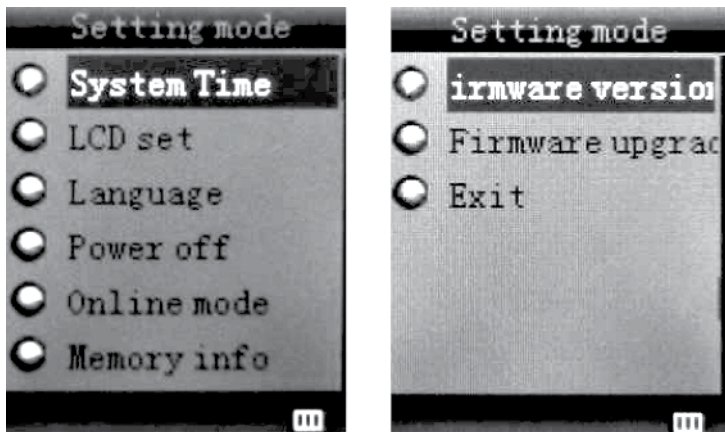 Setting mode
System Time
LCD set
Language
Power off
Online mode
Memory info
Setting mode
irmware version
Firmware upgrad
Exit